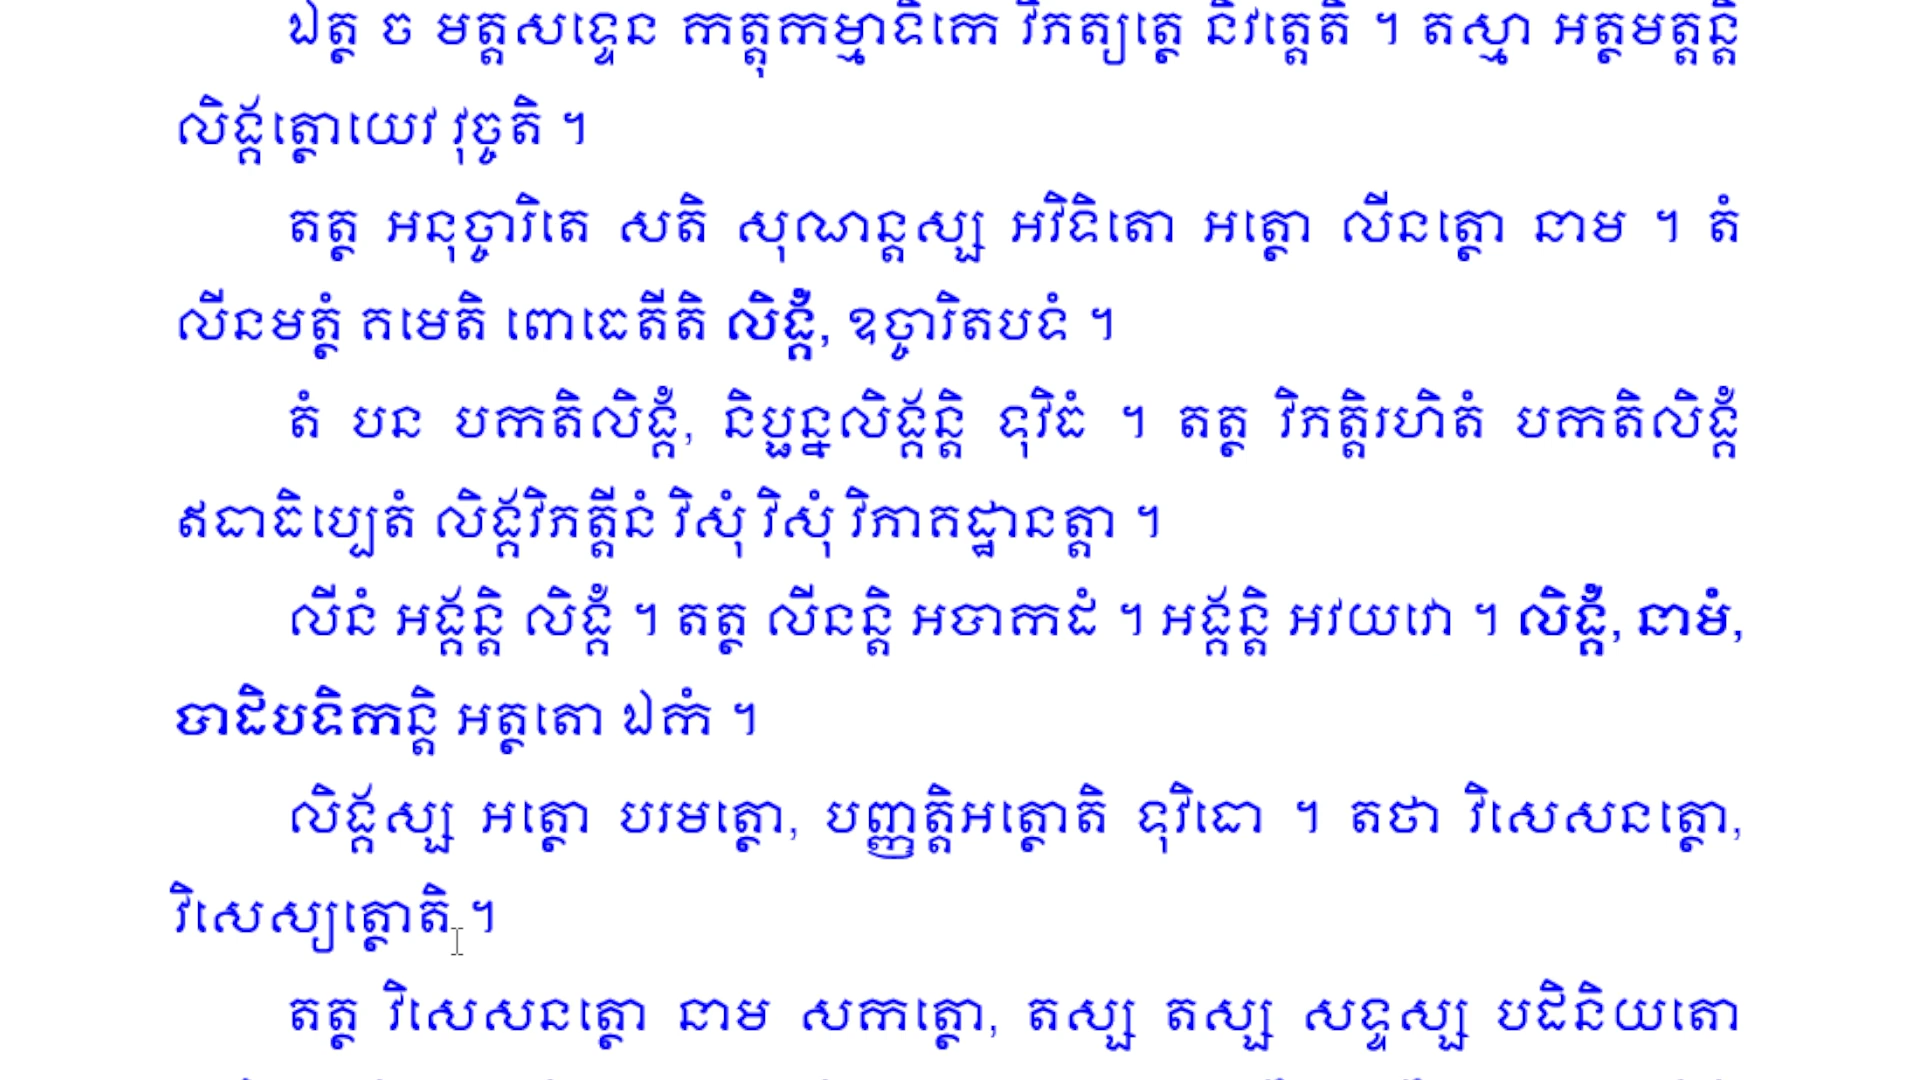 ឯត្ថ ច មត្តសទ្ទេន កត្តុកម្មាទិកេ វិភត្យត្ថេ និវត្តេតិ ។ តស្មា អត្ថមត្តន្តិ
លិង្គត្ថោយេវ វុច្ចតិ ។
តត្ថ អនុច្ចារិតេ សតិ សុណន្តស្ស អវិទិតោ អត្ថោ លីនត្ថោ នាម ។ តំ
លីនមត្ថំ គមេតិ ពោធេតីតិ លិង្គំ, ឧច្ចារិតបទំ ។
តំ បន បកតិលិង្គំ, និប្ផន្នលិង្គន្តិ ទុវិធំ ។ តត្ថ វិភត្តិរហិតំ បកតិលិង្គំ
ឥធាធិប្បេតំ លិង្គវិភត្តីនំ វិសុំ វិសុំ វិភាគដ្ឋានត្តា ។
លីនំ អង្គន្តិ លិង្គំ ។ តត្ថ លីនន្តិ អបាកដំ ។ អង្គន្តិ អវយវោ ។ លិង្គំ, នាមំ,
បាដិបទិកន្តិ អត្ថតោ ឯកំ ។
លិង្គស្ស អត្ថោ បរមត្ថោ, បញ្ញត្តិអត្ថោតិ ទុវិធោ ។ តថា វិសេសនត្ថោ,
វិសេស្យត្ថោតិ ។
តត្ថ វិសេសនត្ថោ នាម សកត្ថោ, តស្ស តស្ស សទ្ទស្ស បដិនិយតោ